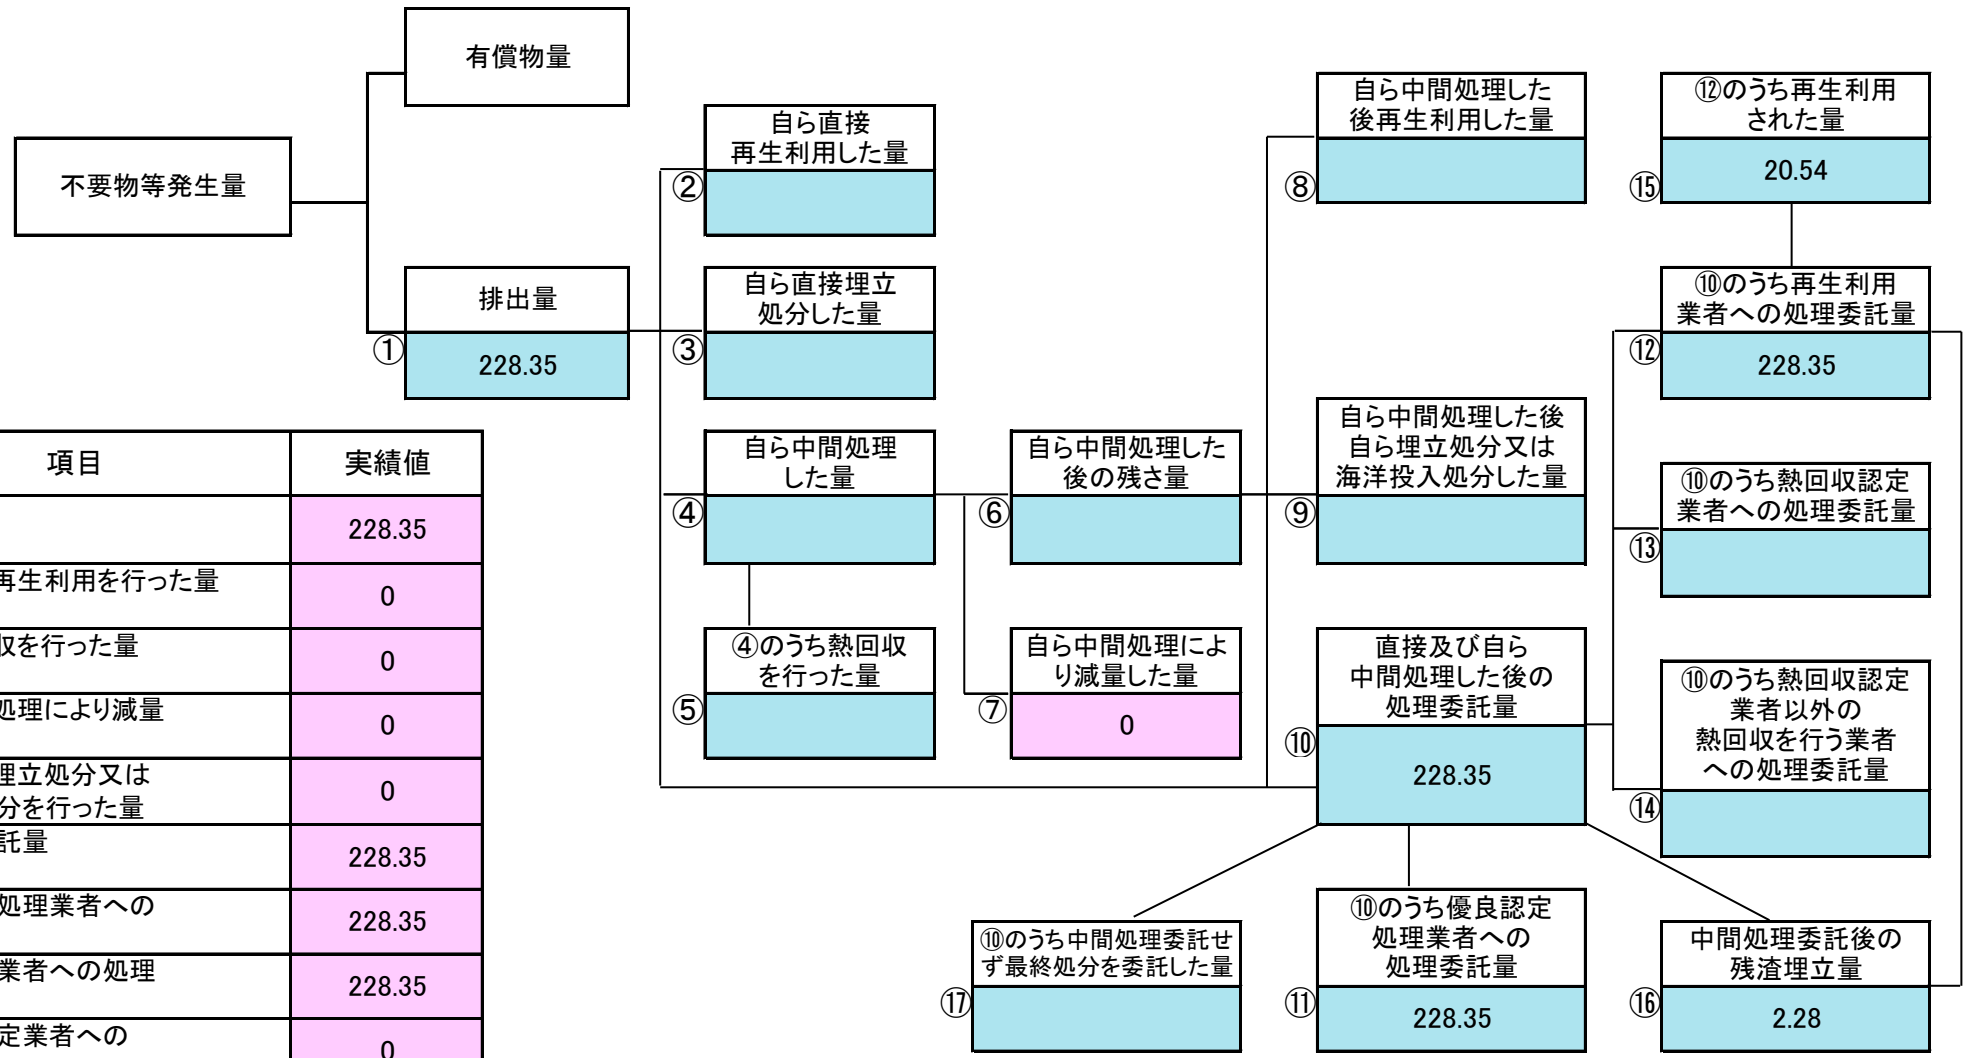 有償物量
不要物等発生量
排出量
①
228.35
自ら直接
再生利用した量
②
自ら直接埋立
処分した量
③
自ら中間処理
した量
④
④のうち熱回収
を行った量
⑤
自ら中間処理した
後の残さ量
⑥
自ら中間処理によ
り減量した量
⑦
0
自ら中間処理した
後再生利用した量
⑧
自ら中間処理した後
自ら埋立処分又は
海洋投入処分した量
⑨
直接及び自ら
中間処理した後の
処理委託量
⑩
228.35
⑩のうち優良認定
処理業者への
処理委託量
⑪
228.35
⑫のうち再生利用
された量
⑮
20.54
⑩のうち再生利用
業者への処理委託量
⑫
228.35
⑩のうち熱回収認定
業者への処理委託量
⑬
⑩のうち熱回収認定
業者以外の
熱回収を行う業者
への処理委託量
⑭
中間処理委託後の
残渣埋立量
⑯
2.28
⑩のうち中間処理委託せ
ず最終処分を委託した量
⑰
項目 実績値
228.35
再生利用を行った量 0
収を行った量 0
処理により減量 0
埋立処分又は
分を行った量 0
託量 228.35
処理業者への 228.35
業者への処理 228.35
定業者への 0